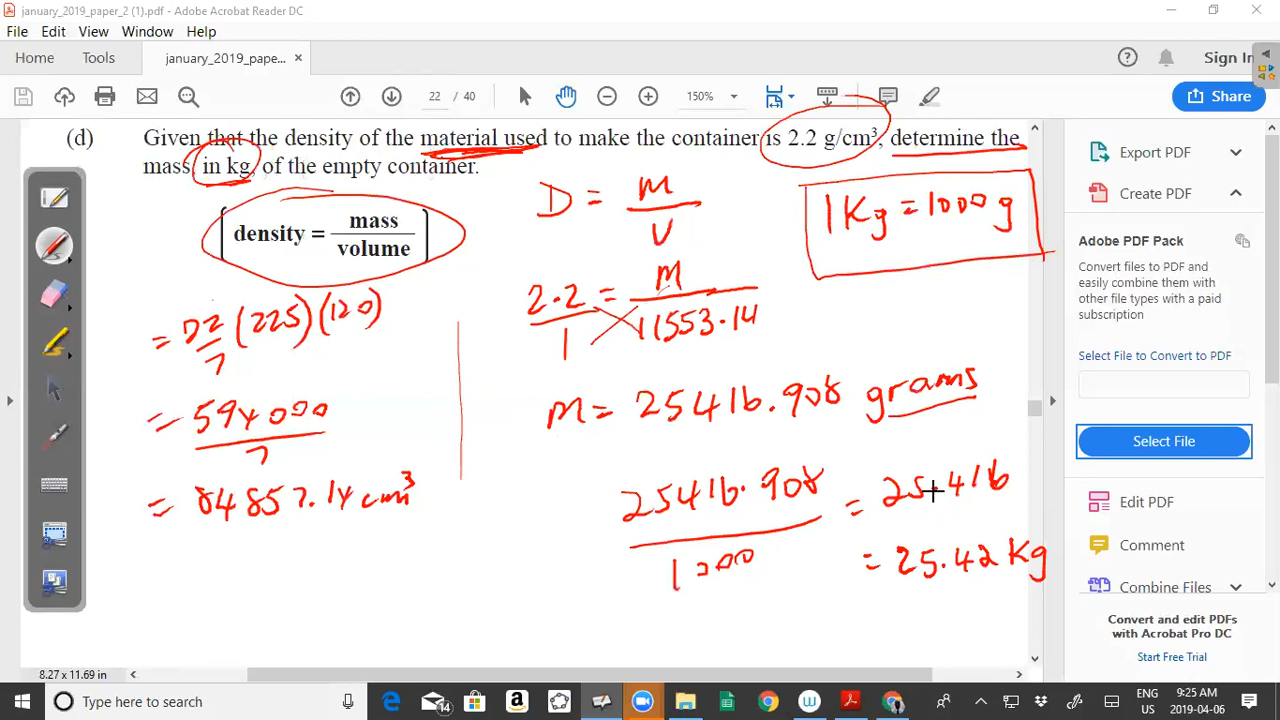 january_2019_paper_2 (1).pdf - Adobe Acrobat Reader DC
File Edit View Window Help
Home Tools january_2019_pape... ×
Sign In
22 / 40 150% Share
(d) Given that the density of the material used to make the container is 2.2 g/cm³, determine the
mass, in kg, of the empty container.
density = mass / volume
D = M / V
1 Kg = 1000 g
2.2 / 1 = M / 11553.14
= 22/7 (225)(120)
M = 25416.908 grams
= 594000 / 7
= 84857.14 cm³
25416.908 / 1000 = 25.416
= 25.42 Kg
Export PDF
Create PDF
Adobe PDF Pack
Convert files to PDF and
easily combine them with
other file types with a paid
subscription
Select File to Convert to PDF
Select File
Edit PDF
Comment
Combine Files
Convert and edit PDFs
with Acrobat Pro DC
Start Free Trial
8.27 x 11.69 in
Type here to search
14
ENG
US
9:25 AM
2019-04-06